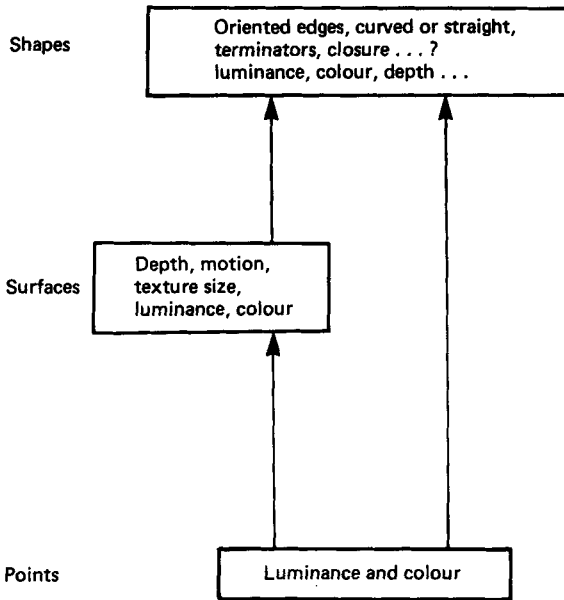 Shapes
Oriented edges, curved or straight,
terminators, closure . . . ?
luminance, colour, depth . . .
Surfaces
Depth, motion,
texture size,
luminance, colour
Points
Luminance and colour